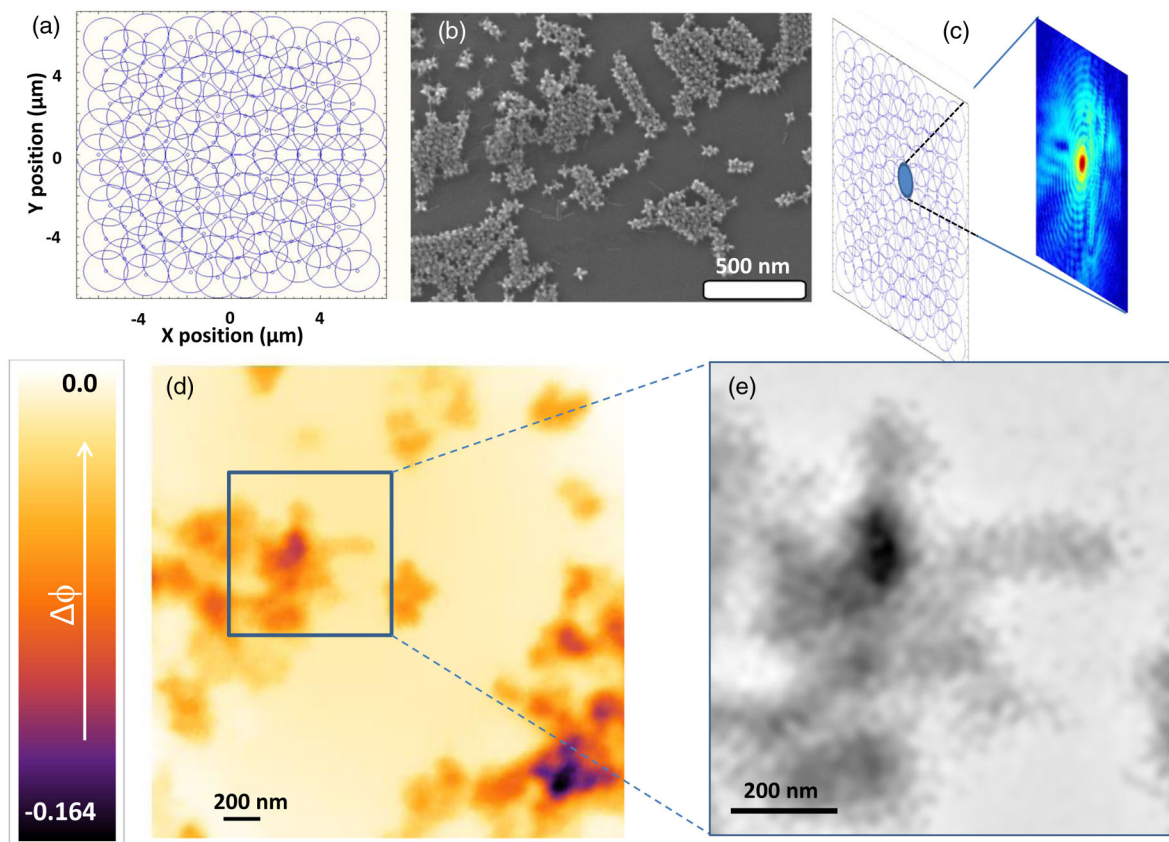 (a)
Y position (µm)
4
0
-4
-4 0 4
X position (µm)
(b)
500 nm
(c)
0.0
Δϕ
-0.164
(d)
200 nm
(e)
200 nm